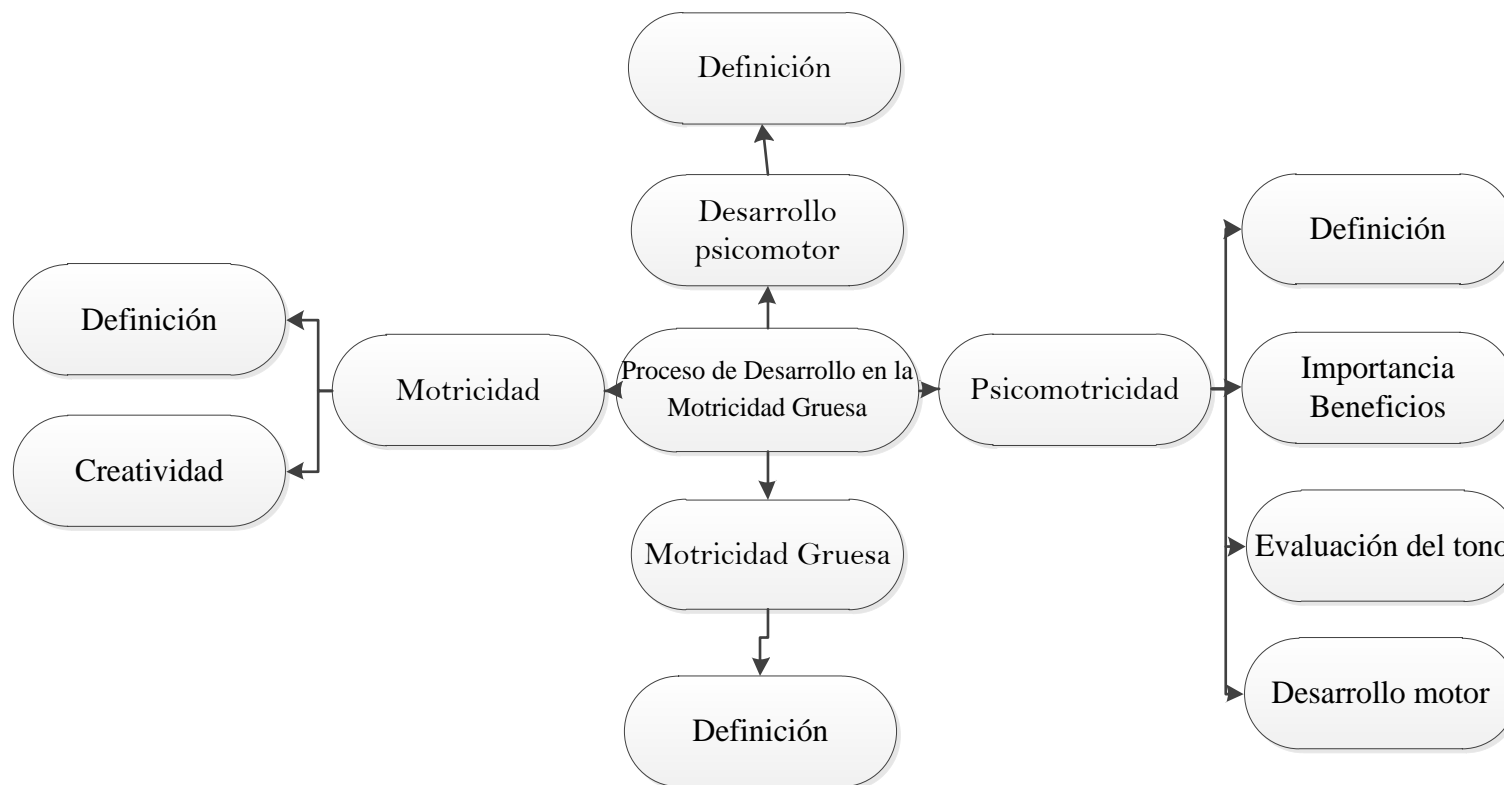 Definición
Desarrollo
psicomotor
Definición
Definición
Motricidad
Proceso de Desarrollo en la
Motricidad Gruesa
Psicomotricidad
Importancia
Beneficios
Creatividad
Motricidad Gruesa
Evaluación del tono
Desarrollo motor
Definición